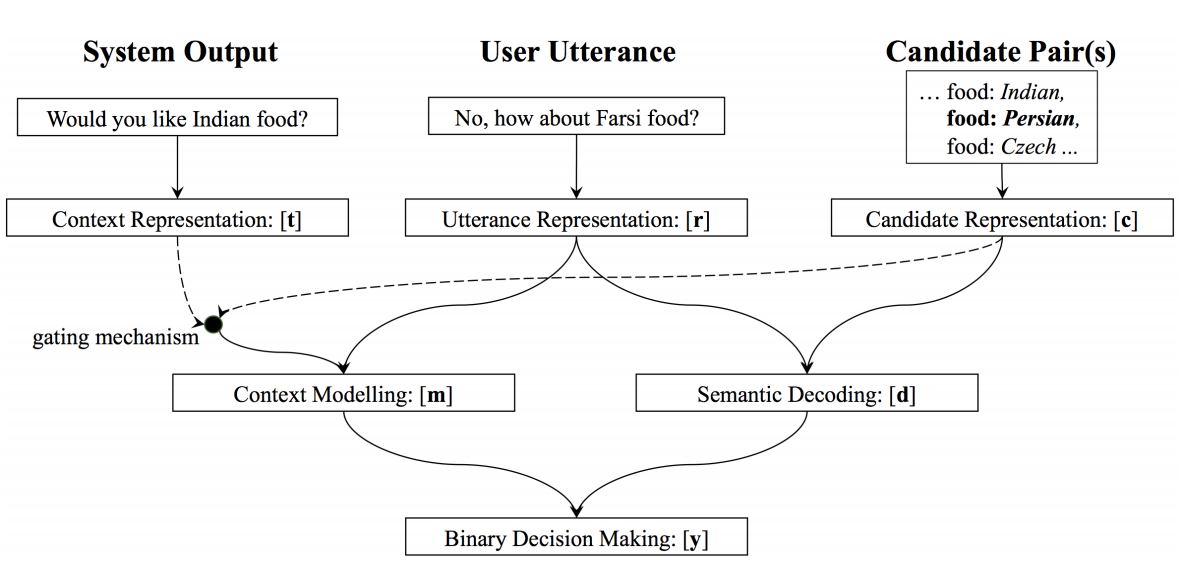 System Output
User Utterance
Candidate Pair(s)
Would you like Indian food?
No, how about Farsi food?
... food: Indian,
food: Persian,
food: Czech ...
Context Representation: [t]
Utterance Representation: [r]
Candidate Representation: [c]
gating mechanism
Context Modelling: [m]
Semantic Decoding: [d]
Binary Decision Making: [y]